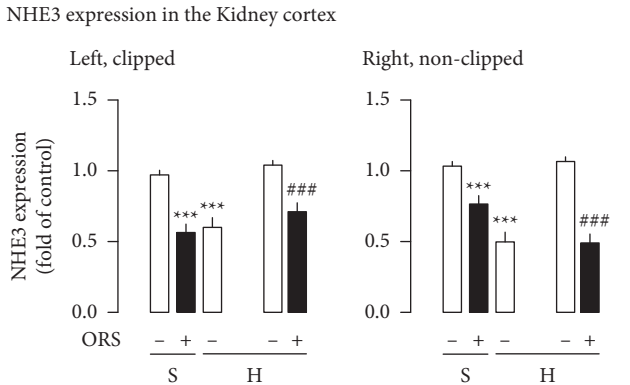 NHE3 expression in the Kidney cortex
Left, clipped
Right, non-clipped
NHE3 expression
(fold of control)
1.5
1.0
0.5
0.0
***
***
###
1.5
1.0
0.5
0.0
***
***
###
ORS – + – – + – + – – +
S H S H